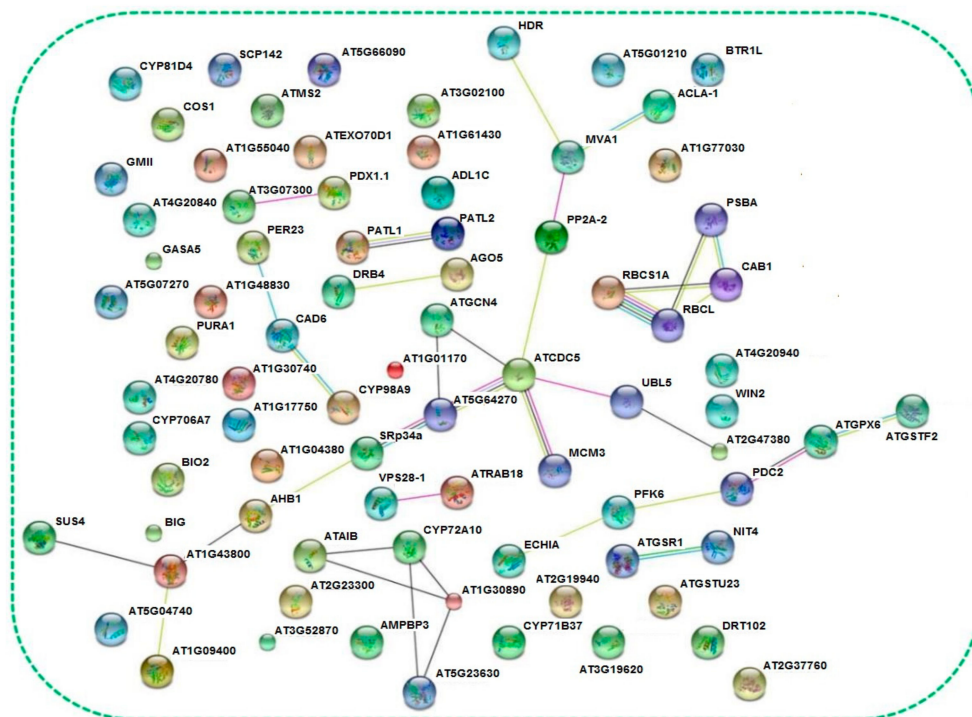 HDR
SCP142
AT5G66090
AT5G01210
BTR1L
CYP81D4
ATMS2
AT3G02100
ACLA-1
COS1
AT1G55040
ATEXO70D1
AT1G61430
MVA1
AT1G77030
GMII
AT3G07300
PDX1.1
ADL1C
AT4G20840
PER23
PATL1
PATL2
PP2A-2
PSBA
GASA5
DRB4
AGO5
RBCS1A
CAB1
AT5G07270
AT1G48830
ATGCN4
RBCL
PURA1
CAD6
AT1G01170
ATCDC5
AT4G20940
AT4G20780
AT1G30740
CYP98A9
AT5G64270
UBL5
WIN2
CYP706A7
AT1G17750
SRp34a
AT2G47380
ATGPX6
ATGSTF2
BIO2
AT1G04380
VPS28-1
ATRAB18
MCM3
PDC2
AHB1
PFK6
SUS4
BIG
AT1G43800
ATAIB
CYP72A10
ECHIA
ATGSR1
NIT4
AT2G23300
AT1G30890
AT2G19940
ATGSTU23
AT5G04740
AT3G52870
AMPBP3
CYP71B37
DRT102
AT1G09400
AT5G23630
AT3G19620
AT2G37760